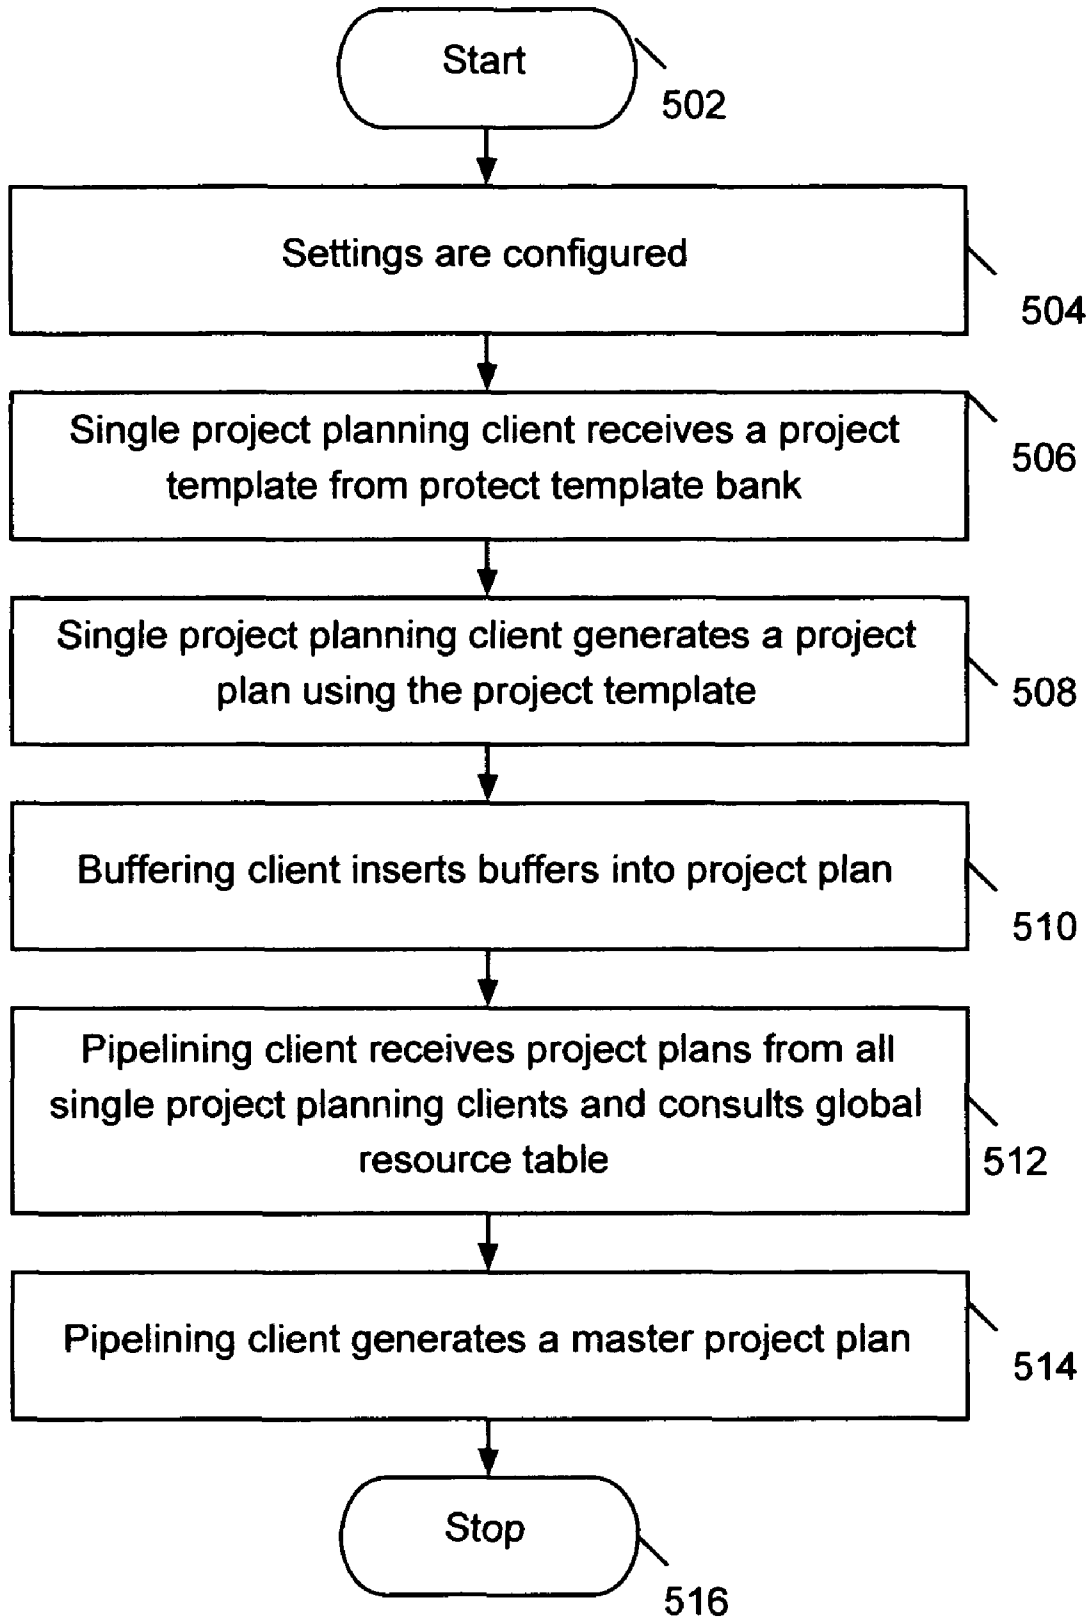 Start
502
Settings are configured
504
Single project planning client receives a project
template from protect template bank
506
Single project planning client generates a project
plan using the project template
508
Buffering client inserts buffers into project plan
510
Pipelining client receives project plans from all
single project planning clients and consults global
resource table
512
Pipelining client generates a master project plan
514
Stop
516